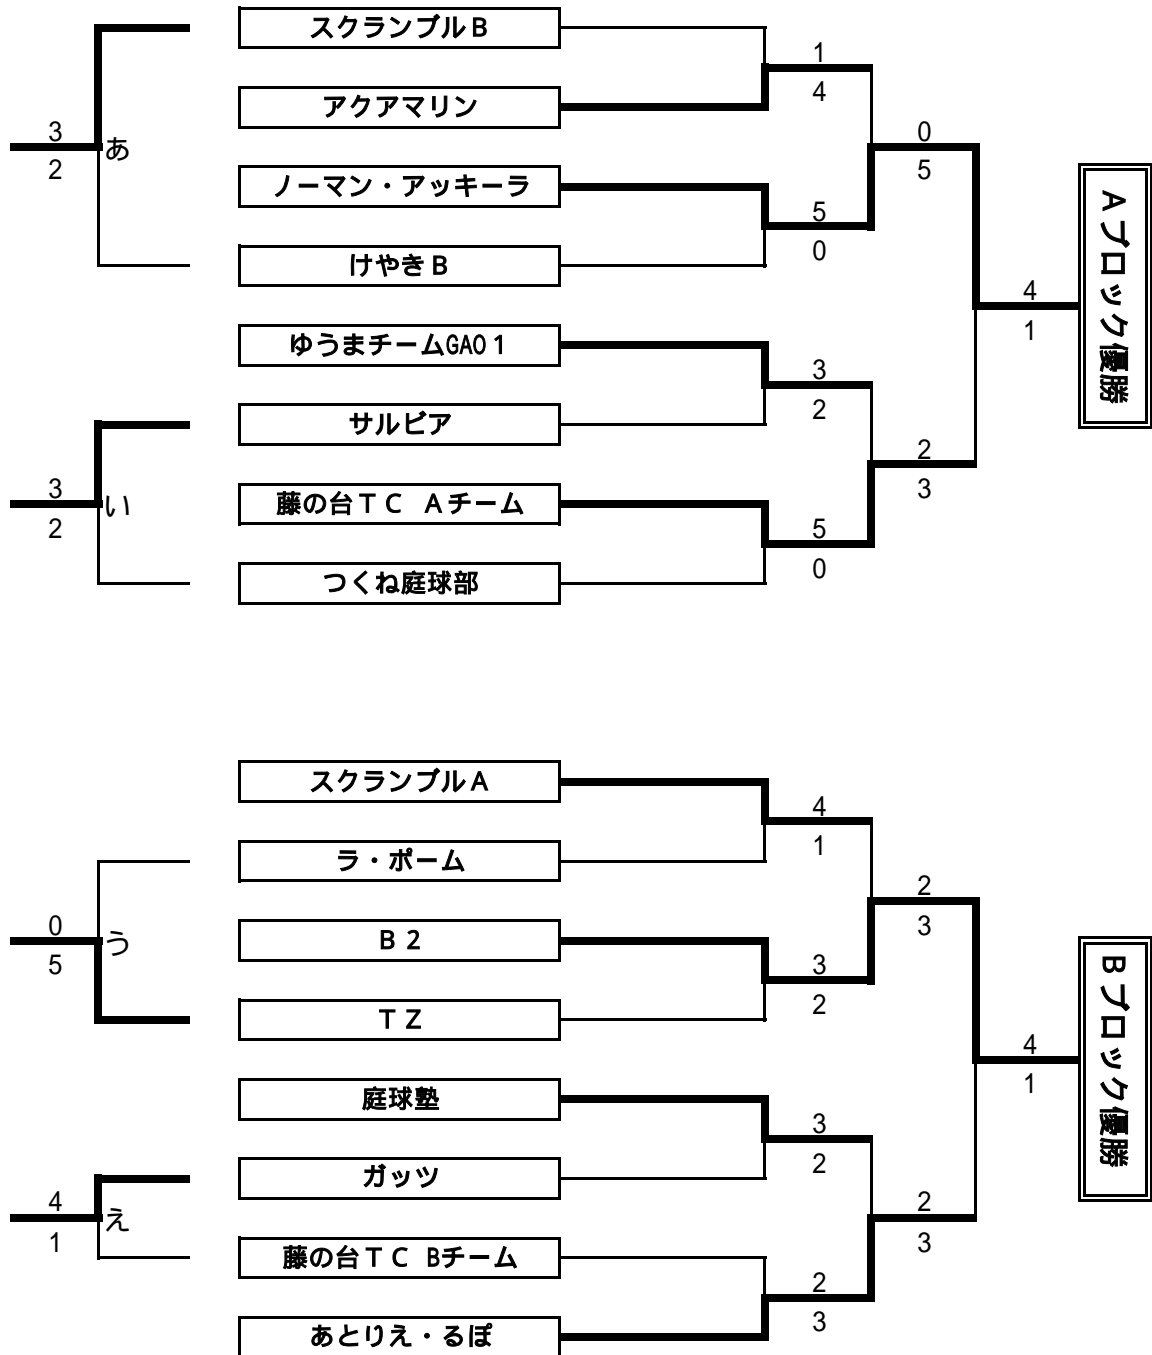 スクランブルB
1
アクアマリン
4
3
あ
0
2
ノーマン・アッキーラ
5
5
けやきB
0
Aブロック優勝
4
ゆうまチームGAO1
1
3
サルビア
2
2
3
い
藤の台TC Aチーム
3
2
5
つくね庭球部
0
スクランブルA
4
ラ・ポーム
1
2
0
う
B2
3
5
3
TZ
2
Bブロック優勝
4
庭球塾
1
3
ガッツ
2
4
え
2
1
藤の台TC Bチーム
3
2
あとりえ・るぽ
3